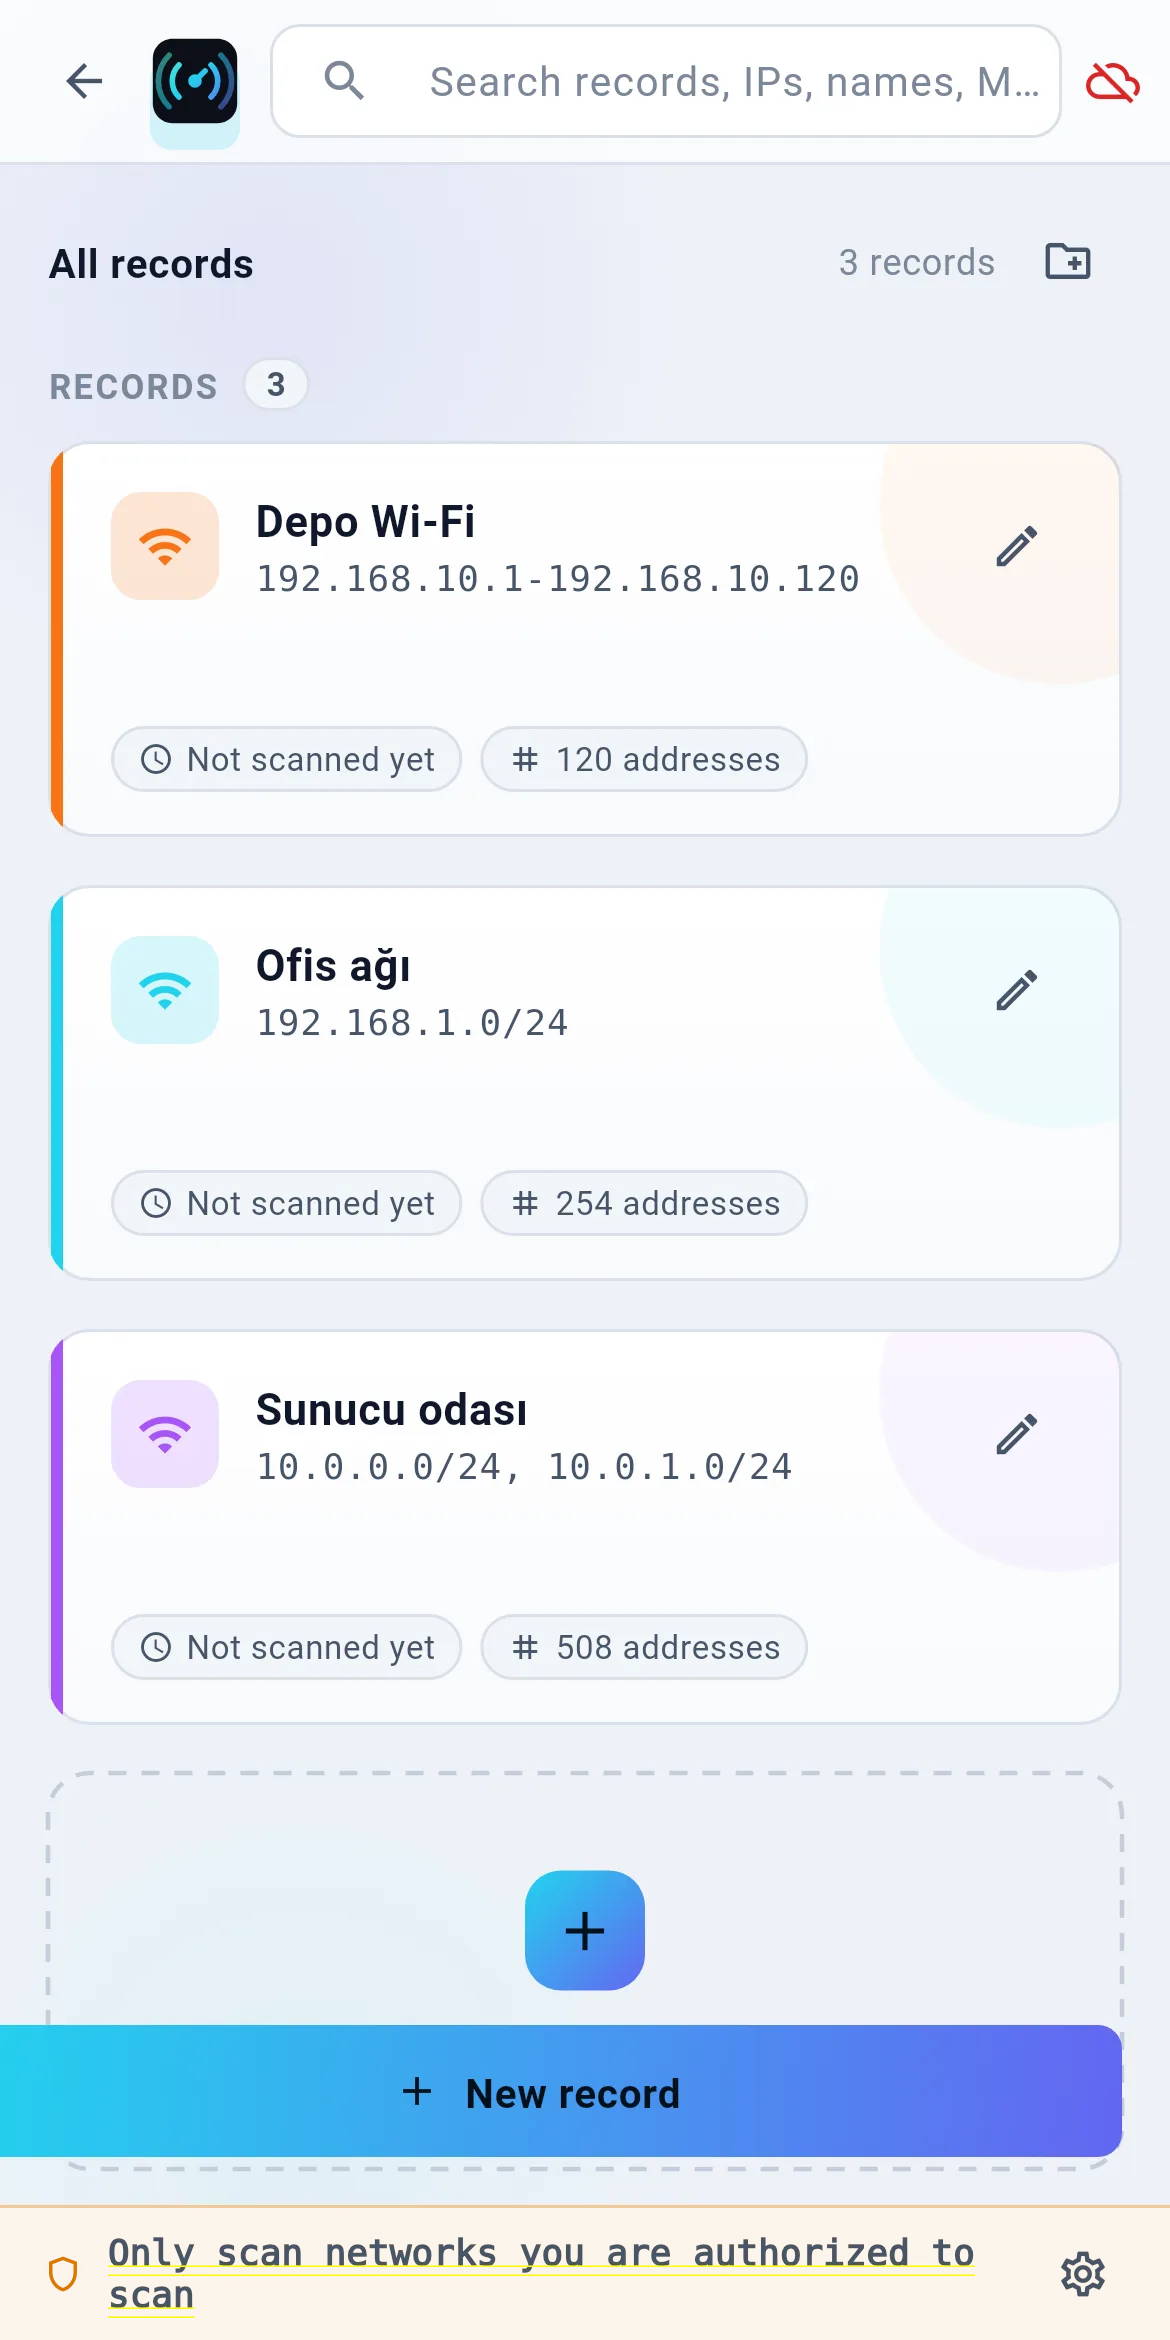 Search records, IPs, names, M…
All records
3 records
RECORDS 3
Depo Wi-Fi
192.168.10.1-192.168.10.120
Not scanned yet
120 addresses
Ofis ağı
192.168.1.0/24
Not scanned yet
254 addresses
Sunucu odası
10.0.0.0/24, 10.0.1.0/24
Not scanned yet
508 addresses
New record
Only scan networks you are authorized to
scan